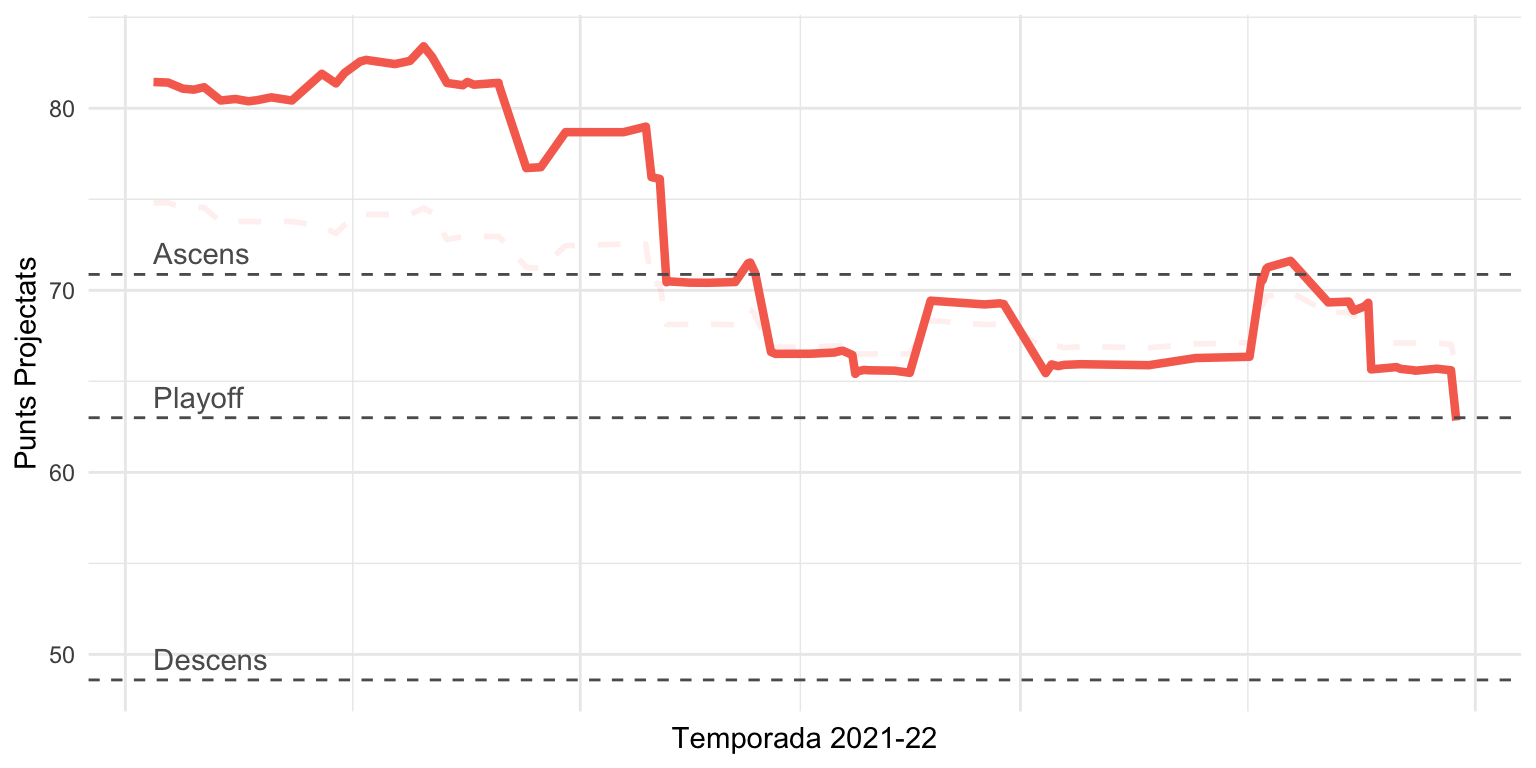 80
70
60
50
Punts Projectats
Ascens
Playoff
Descens
Temporada 2021-22